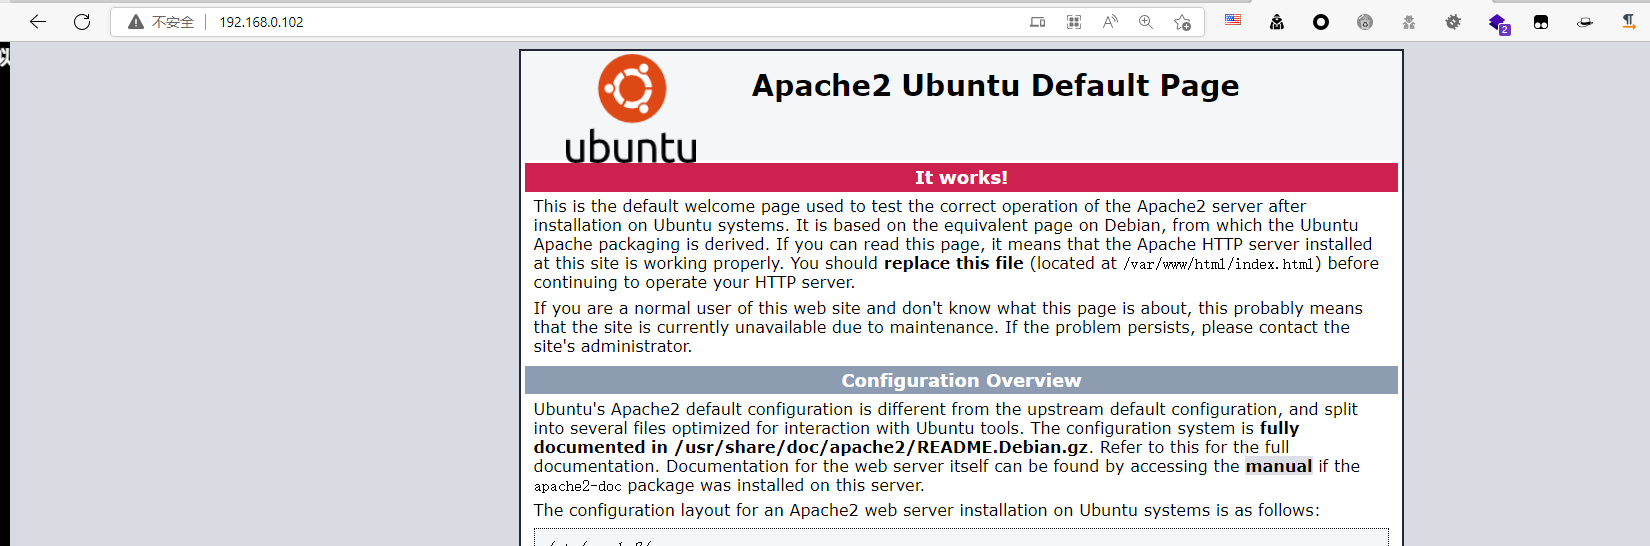 不安全 192.168.0.102
2
Apache2 Ubuntu Default Page
ubuntu
It works!
This is the default welcome page used to test the correct operation of the Apache2 server after
installation on Ubuntu systems. It is based on the equivalent page on Debian, from which the Ubuntu
Apache packaging is derived. If you can read this page, it means that the Apache HTTP server installed
at this site is working properly. You should replace this file (located at /var/www/html/index.html) before
continuing to operate your HTTP server.
If you are a normal user of this web site and don't know what this page is about, this probably means
that the site is currently unavailable due to maintenance. If the problem persists, please contact the
site's administrator.
Configuration Overview
Ubuntu's Apache2 default configuration is different from the upstream default configuration, and split
into several files optimized for interaction with Ubuntu tools. The configuration system is fully
documented in /usr/share/doc/apache2/README.Debian.gz. Refer to this for the full
documentation. Documentation for the web server itself can be found by accessing the manual if the
apache2-doc package was installed on this server.
The configuration layout for an Apache2 web server installation on Ubuntu systems is as follows: